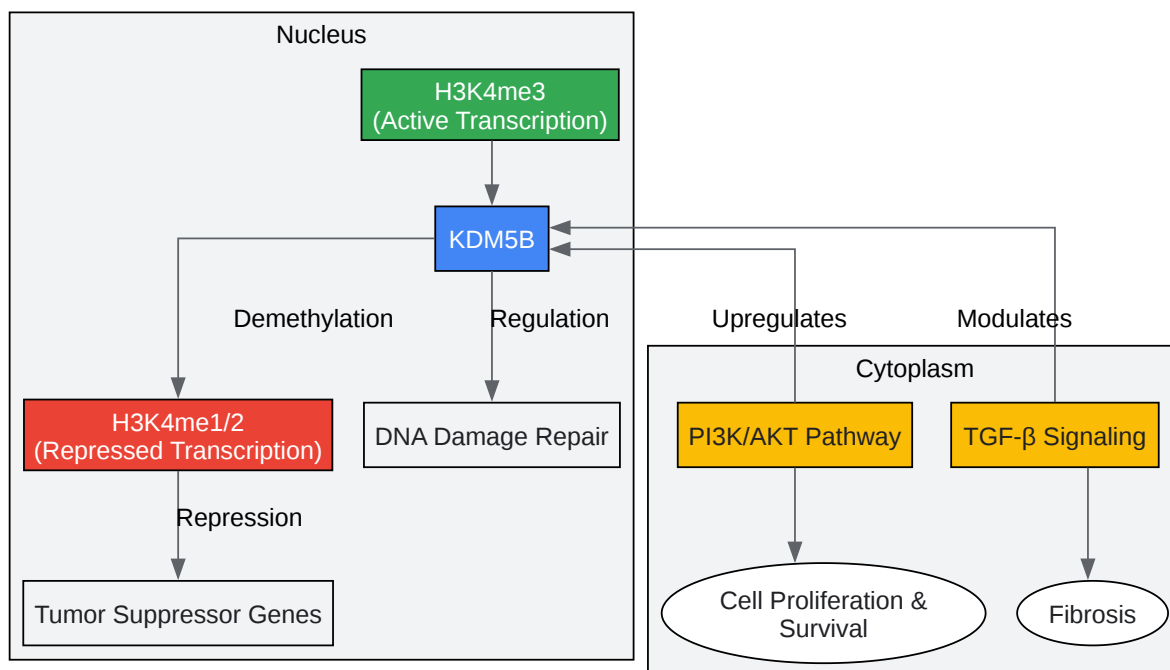 Nucleus
H3K4me3
(Active Transcription)
KDM5B
Demethylation
Regulation
Upregulates
Modulates
Cytoplasm
H3K4me1/2
(Repressed Transcription)
DNA Damage Repair
PI3K/AKT Pathway
TGF-β Signaling
Repression
Tumor Suppressor Genes
Cell Proliferation &
Survival
Fibrosis